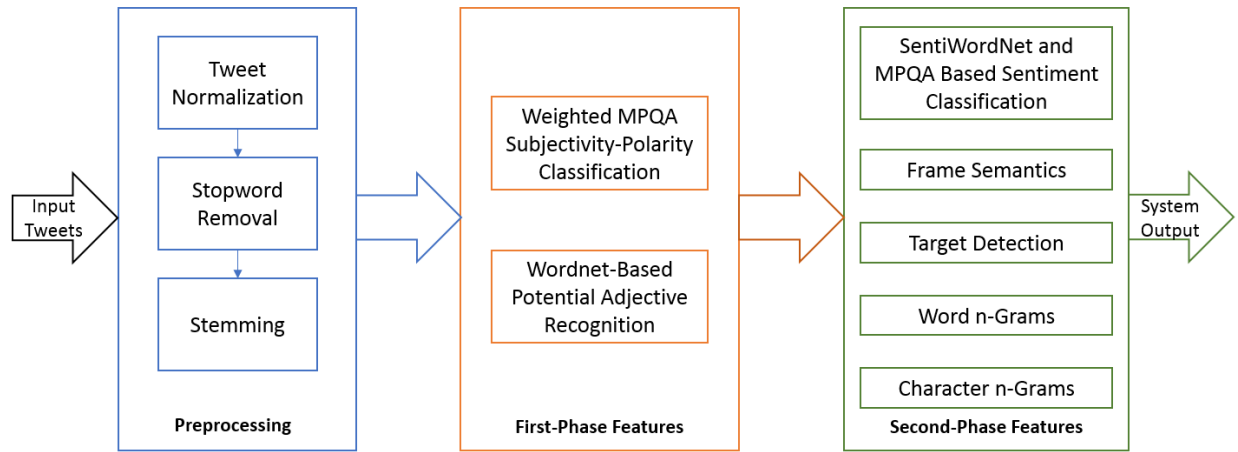 Input
Tweets
Tweet
Normalization
Stopword
Removal
Stemming
Preprocessing
Weighted MPQA
Subjectivity-Polarity
Classification
Wordnet-Based
Potential Adjective
Recognition
First-Phase Features
SentiWordNet and
MPQA Based Sentiment
Classification
Frame Semantics
Target Detection
Word n-Grams
Character n-Grams
Second-Phase Features
System
Output